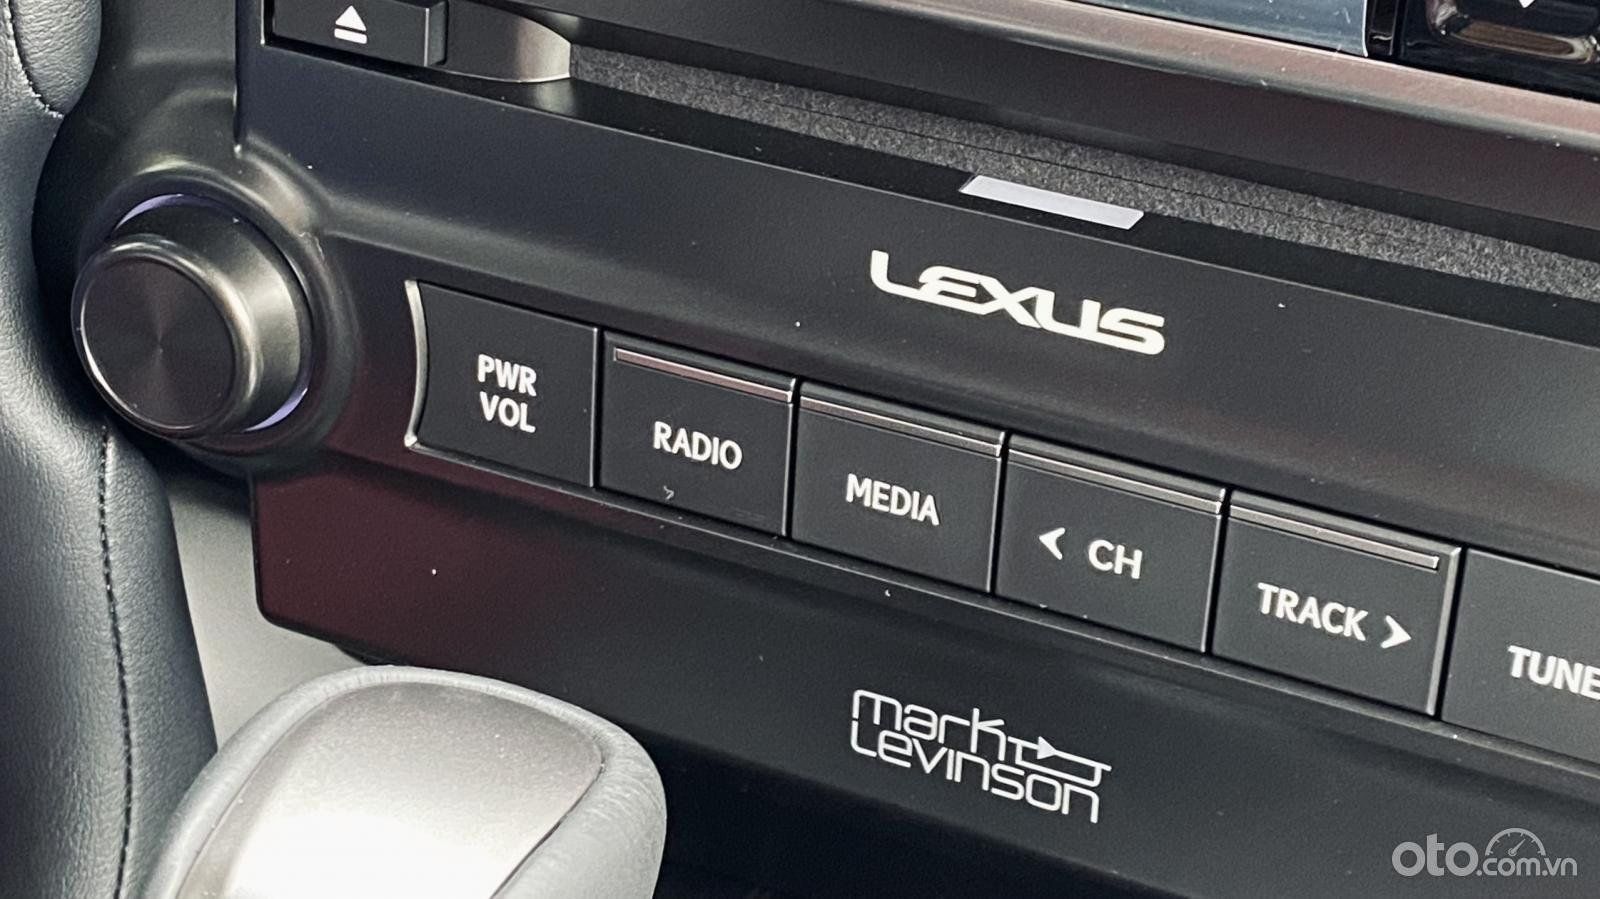 LEXUS
PWR
VOL
RADIO
MEDIA
< CH
TRACK >
TUNE
mark
Levinson
oto.com.vn